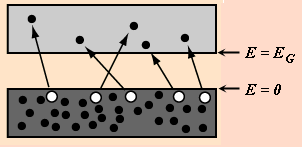 E = E_G
E = 0